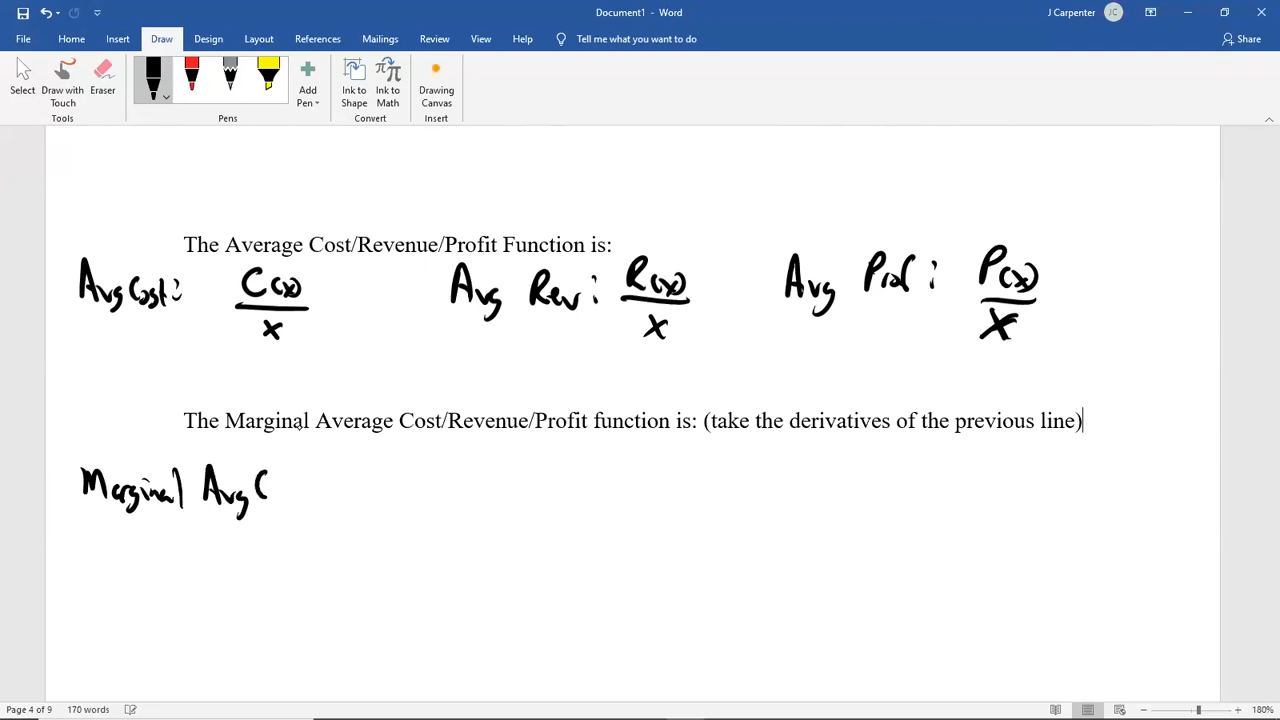 Document1 - Word
J Carpenter JC
File Home Insert Draw Design Layout References Mailings Review View Help Tell me what you want to do Share
Select Draw with Touch Eraser Add Pen Ink to Shape Ink to Math Drawing Canvas
Tools Pens Convert Insert
The Average Cost/Revenue/Profit Function is:
Avg Cost: C(x)/x Avg Rev: R(x)/x Avg Prof: P(x)/x
The Marginal Average Cost/Revenue/Profit function is: (take the derivatives of the previous line)
Marginal Avg C
Page 4 of 9 170 words 180%